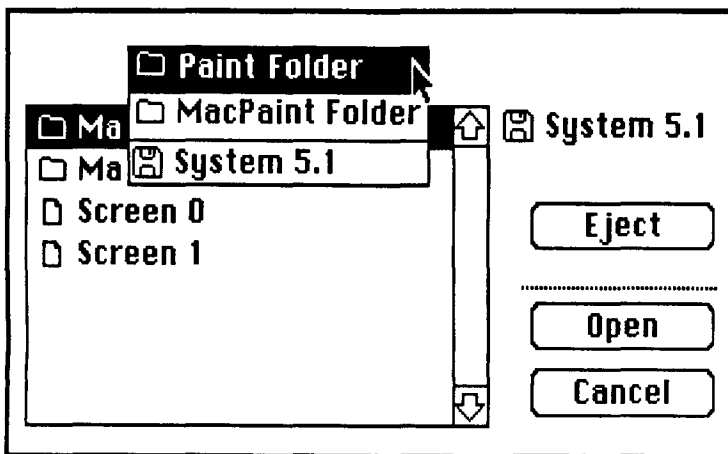 Paint Folder
MacPaint Folder
System 5.1
Ma
Ma
Screen 0
Screen 1
System 5.1
Eject
Open
Cancel